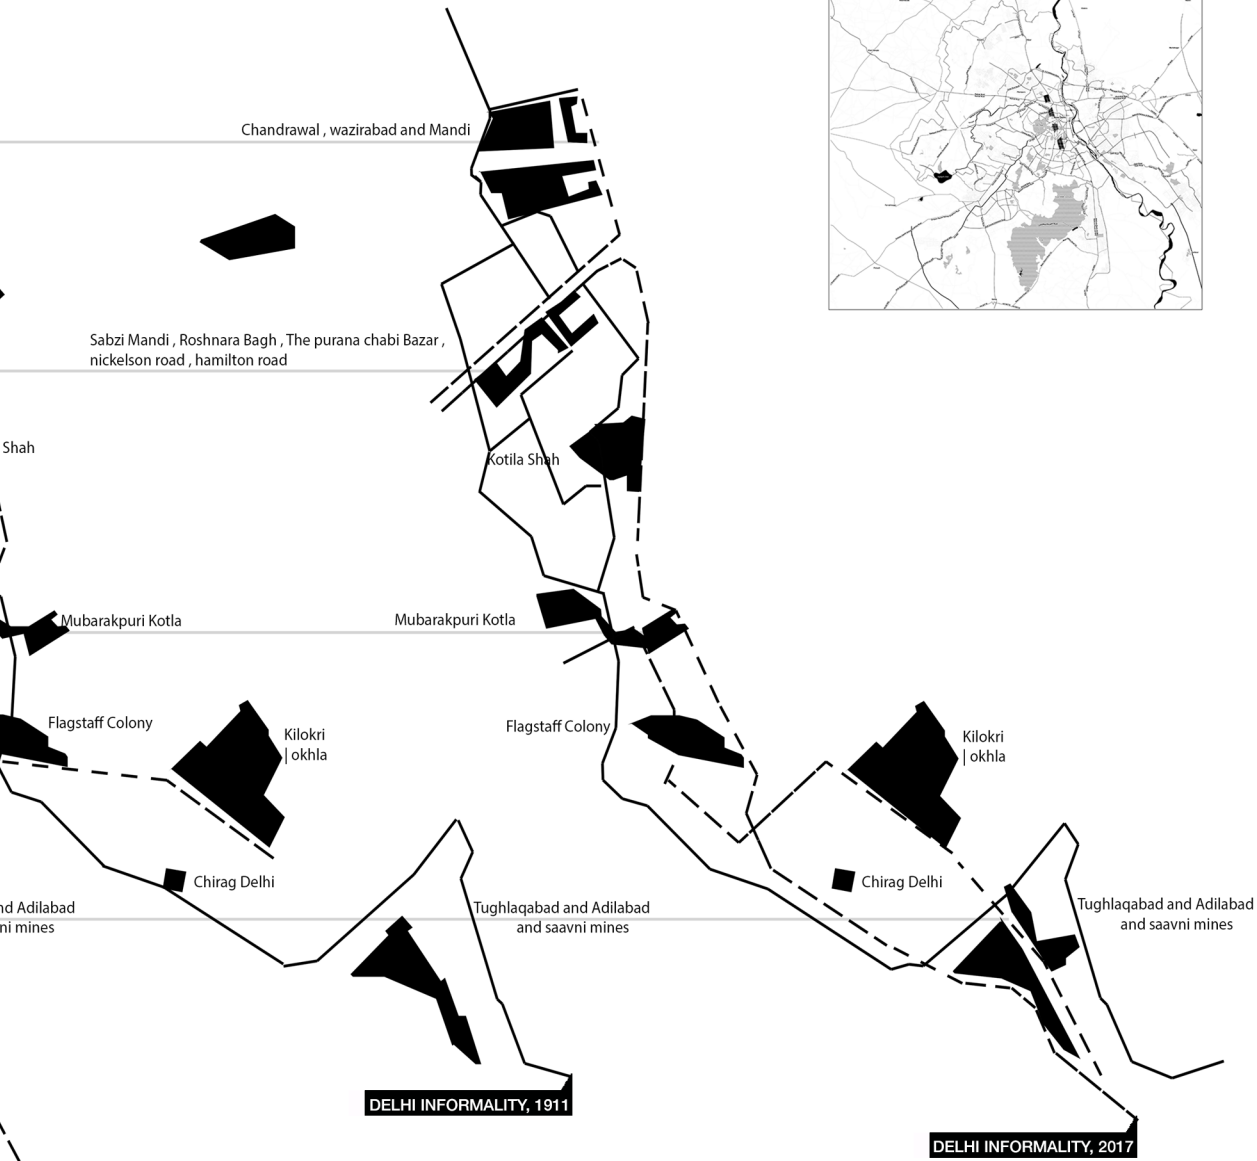 Chandrawal , wazirabad and Mandi
Sabzi Mandi , Roshnara Bagh , The purana chabi Bazar ,
nickelson road , hamilton road
Shah
Kotila Shah
Mubarakpuri Kotla
Mubarakpuri Kotla
Flagstaff Colony
Kilokri
| okhla
Flagstaff Colony
Kilokri
| okhla
Chirag Delhi
Chirag Delhi
nd Adilabad
ni mines
Tughlaqabad and Adilabad
and saavni mines
Tughlaqabad and Adilabad
and saavni mines
DELHI INFORMALITY, 1911
DELHI INFORMALITY, 2017